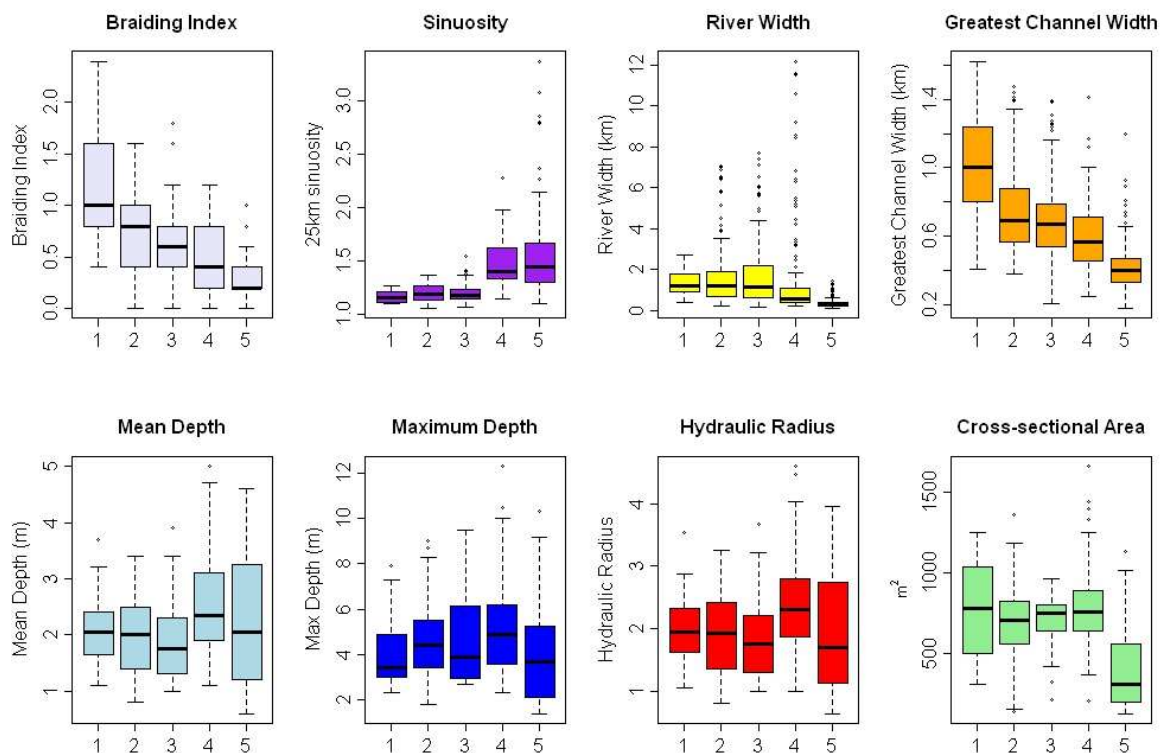 Braiding Index
Sinuosity
River Width
Greatest Channel Width
Braiding Index
0.0 0.5 1.0 1.5 2.0
1 2 3 4 5
25km sinuosity
1.0 1.5 2.0 2.5 3.0
1 2 3 4 5
River Width (km)
0 2 4 6 8 10 12
1 2 3 4 5
Greatest Channel Width (km)
0.2 0.6 1.0 1.4
1 2 3 4 5
Mean Depth
Maximum Depth
Hydraulic Radius
Cross-sectional Area
Mean Depth (m)
1 2 3 4 5
1 2 3 4 5
Max Depth (m)
2 4 6 8 10 12
1 2 3 4 5
Hydraulic Radius
1 2 3 4
1 2 3 4 5
m²
500 1000 1500
1 2 3 4 5